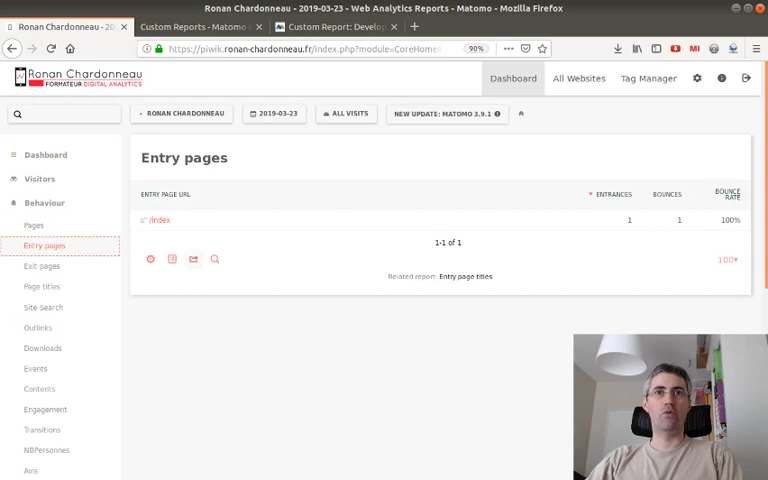 Ronan Chardonneau - 2019-03-23 - Web Analytics Reports - Matomo - Mozilla Firefox
Ronan Chardonneau - 20
Custom Reports - Matomo
Custom Report: Develo
https://piwik.ronan-chardonneau.fr/index.php?module=CoreHome
90%
Ronan Chardonneau
FORMATEUR DIGITAL ANALYTICS
Dashboard
All Websites
Tag Manager
RONAN CHARDONNEAU
2019-03-23
ALL VISITS
NEW UPDATE: MATOMO 3.9.1
Dashboard
Visitors
Behaviour
Pages
Entry pages
Exit pages
Page titles
Site Search
Outlinks
Downloads
Events
Contents
Engagement
Transitions
NBPersonnes
Avis
Entry pages
ENTRY PAGE URL
ENTRANCES
BOUNCES
BOUNCE
RATE
/index
1
1
100%
1-1 of 1
100
Related report: Entry page titles